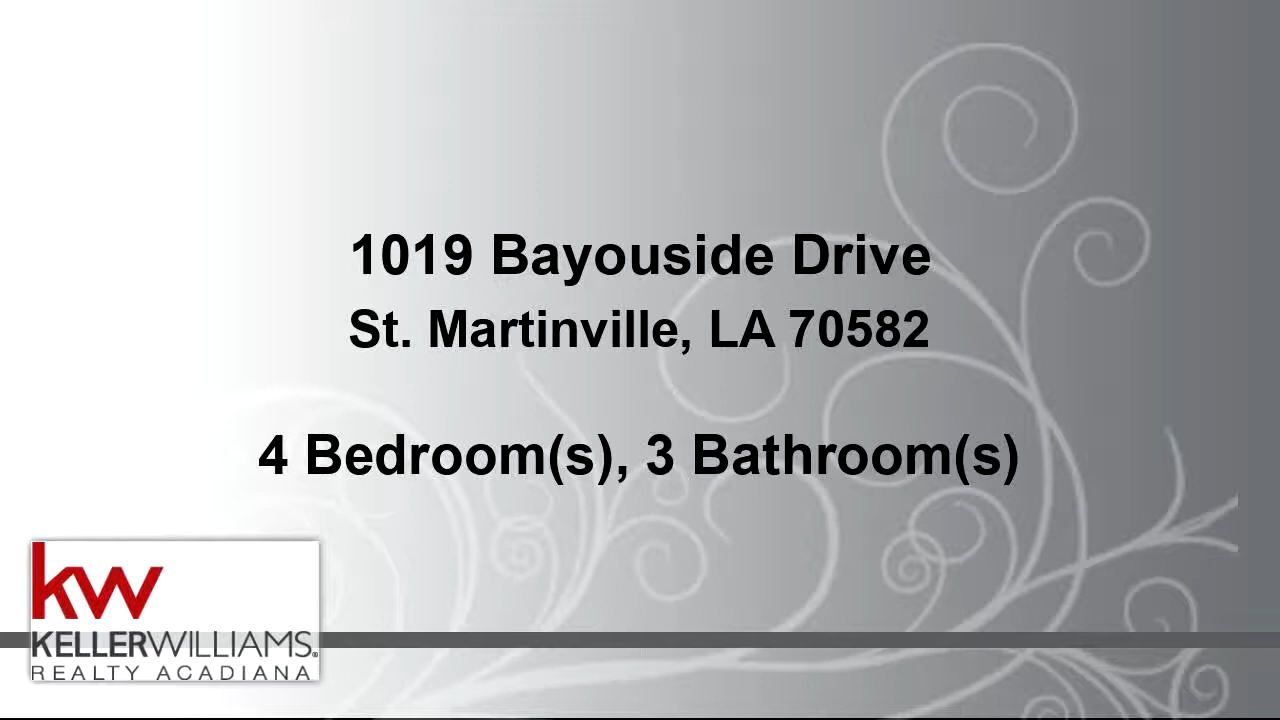 1019 Bayouside Drive
St. Martinville, LA 70582
4 Bedroom(s), 3 Bathroom(s)
kw
KELLERWILLIAMS®
REALTY ACADIANA